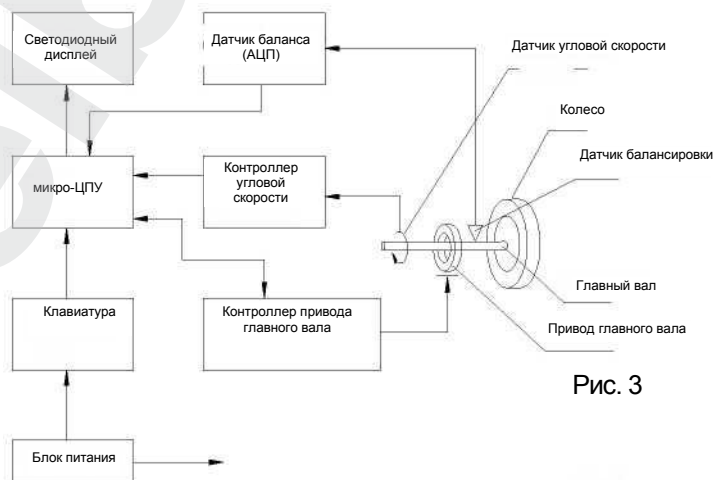 Светодиодный
дисплей
Датчик баланса
(АЦП)
Датчик угловой скорости
Колесо
Датчик балансировки
микро-ЦПУ
Контроллер
угловой
скорости
Главный вал
Клавиатура
Контроллер привода
главного вала
Привод главного вала
Рис. 3
Блок питания